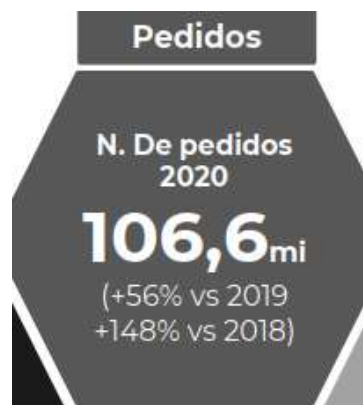 Pedidos
N. De pedidos
2020
106,6mi
(+56% vs 2019
+148% vs 2018)